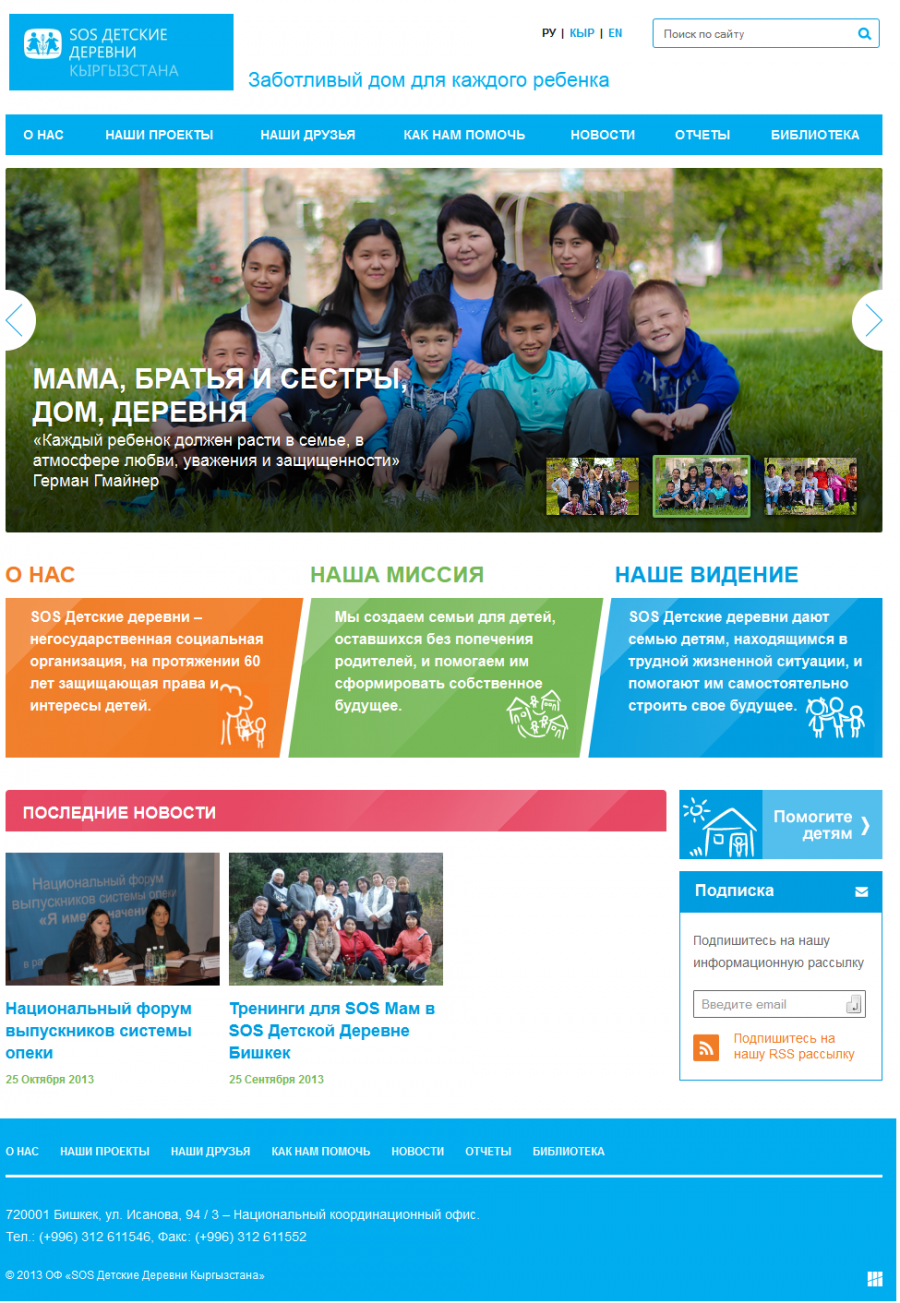 SOS ДЕТСКИЕ
ДЕРЕВНИ
КЫРГЫЗСТАНА
РУ | КЫР | EN
Поиск по сайту
Заботливый дом для каждого ребенка
О НАС НАШИ ПРОЕКТЫ НАШИ ДРУЗЬЯ КАК НАМ ПОМОЧЬ НОВОСТИ ОТЧЕТЫ БИБЛИОТЕКА
МАМА, БРАТЬЯ И СЕСТРЫ,
ДОМ, ДЕРЕВНЯ
«Каждый ребенок должен расти в семье, в
атмосфере любви, уважения и защищенности»
Герман Гмайнер
О НАС
SOS Детские деревни –
негосударственная социальная
организация, на протяжении 60
лет защищающая права и
интересы детей.
НАША МИССИЯ
Мы создаем семьи для детей,
оставшихся без попечения
родителей, и помогаем им
сформировать собственное
будущее.
НАШЕ ВИДЕНИЕ
SOS Детские деревни дают
семью детям, находящимся в
трудной жизненной ситуации, и
помогают им самостоятельно
строить свое будущее.
ПОСЛЕДНИЕ НОВОСТИ
Национальный форум
выпускников системы опеки
«Я име значени
Национальный форум
выпускников системы
опеки
25 Октября 2013
Тренинги для SOS Мам в
SOS Детской Деревне
Бишкек
25 Сентября 2013
Помогите
детям
Подписка
Подпишитесь на нашу
информационную рассылку
Введите email
Подпишитесь на
нашу RSS рассылку
О НАС НАШИ ПРОЕКТЫ НАШИ ДРУЗЬЯ КАК НАМ ПОМОЧЬ НОВОСТИ ОТЧЕТЫ БИБЛИОТЕКА
720001 Бишкек, ул. Исанова, 94 / 3 – Национальный координационный офис.
Тел.: (+996) 312 611546, Факс: (+996) 312 611552
© 2013 ОФ «SOS Детские Деревни Кыргызстана»